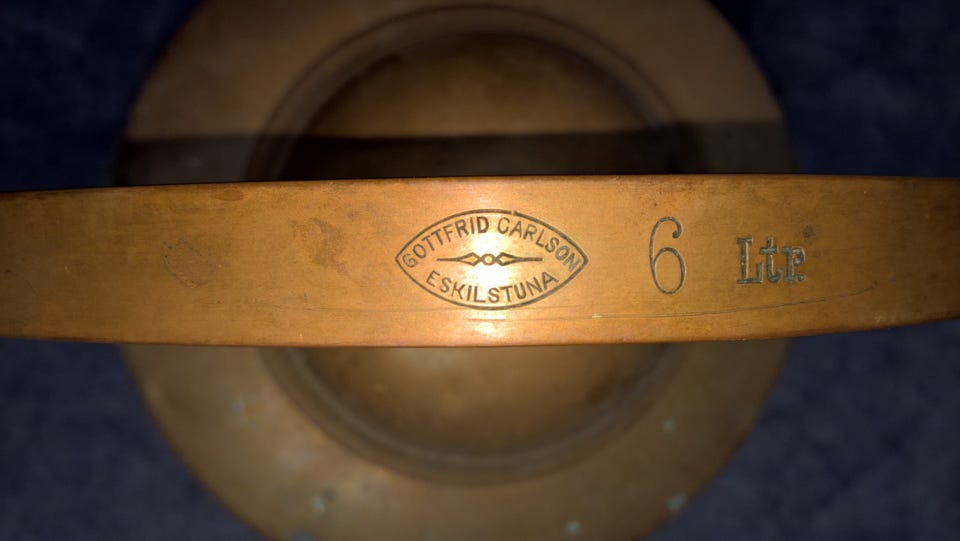 GOTTFRID CARLSON
ESKILSTUNA
6 Ltr.